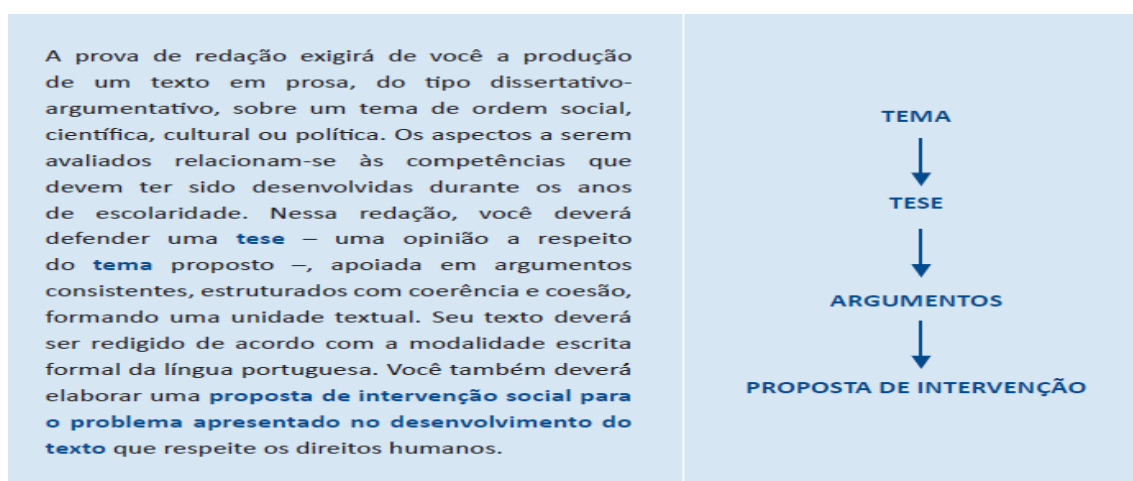 A prova de redação exigirá de você a produção
de um texto em prosa, do tipo dissertativo-
argumentativo, sobre um tema de ordem social,
científica, cultural ou política. Os aspectos a serem
avaliados relacionam-se às competências que
devem ter sido desenvolvidas durante os anos
de escolaridade. Nessa redação, você deverá
defender uma tese – uma opinião a respeito
do tema proposto –, apoiada em argumentos
consistentes, estruturados com coerência e coesão,
formando uma unidade textual. Seu texto deverá
ser redigido de acordo com a modalidade escrita
formal da língua portuguesa. Você também deverá
elaborar uma proposta de intervenção social para
o problema apresentado no desenvolvimento do
texto que respeite os direitos humanos.
TEMA
TESE
ARGUMENTOS
PROPOSTA DE INTERVENÇÃO